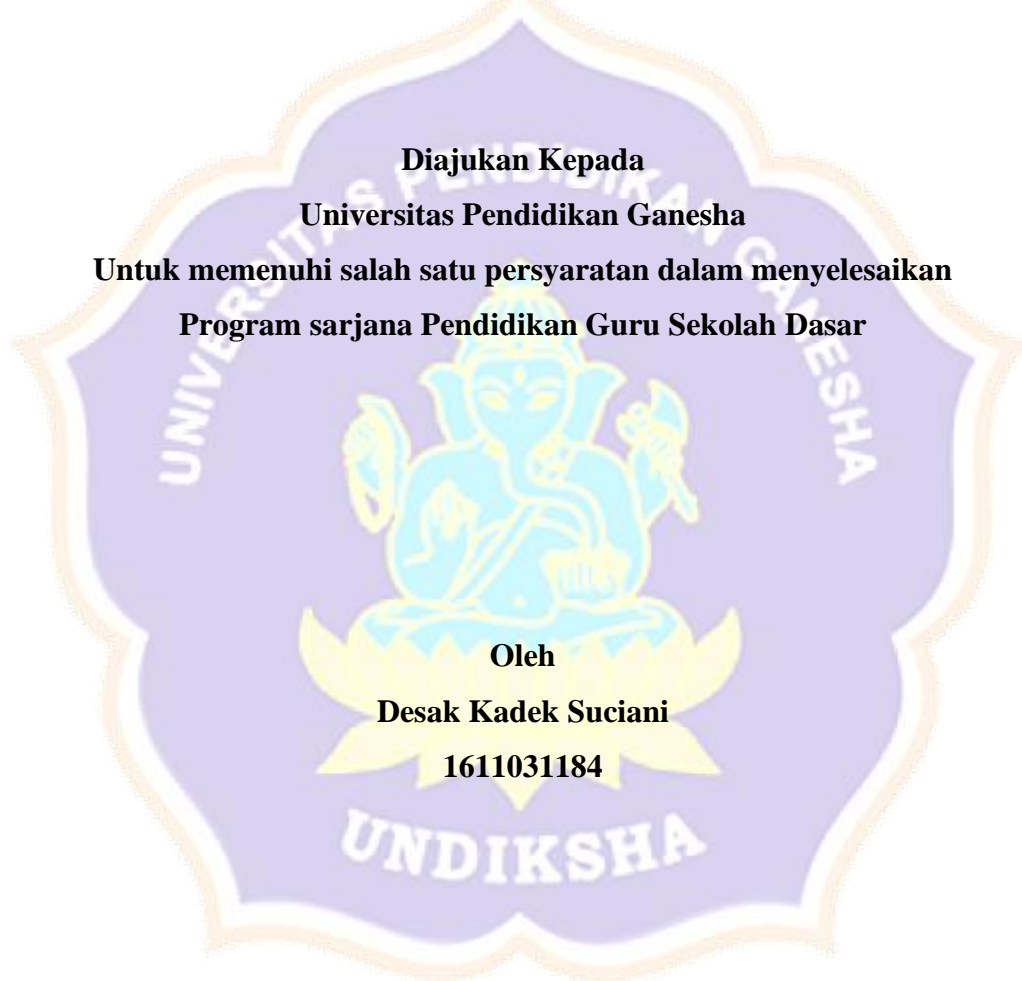 Diajukan Kepada
Universitas Pendidikan Ganesha
Untuk memenuhi salah satu persyaratan dalam menyelesaikan
Program sarjana Pendidikan Guru Sekolah Dasar
UNIVERSITAS PENDIDIKAN GANESHA
Oleh
Desak Kadek Suciani
1611031184
UNDIKSHA